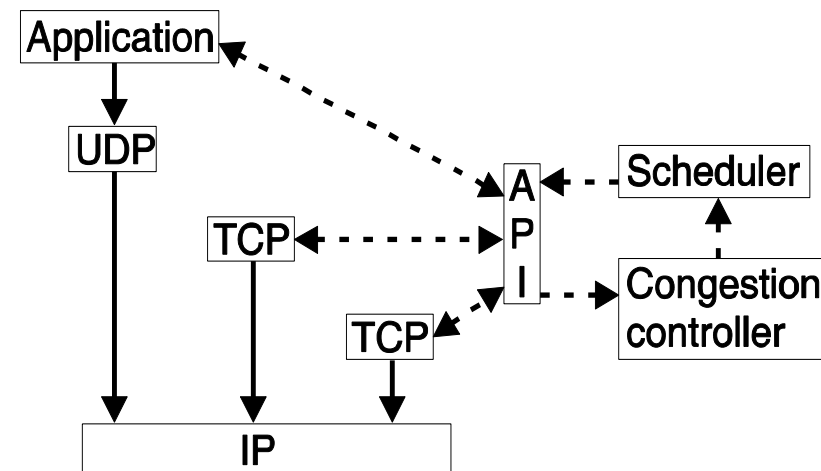 Application
UDP
A
P
I
Scheduler
TCP
Congestion
controller
TCP
IP